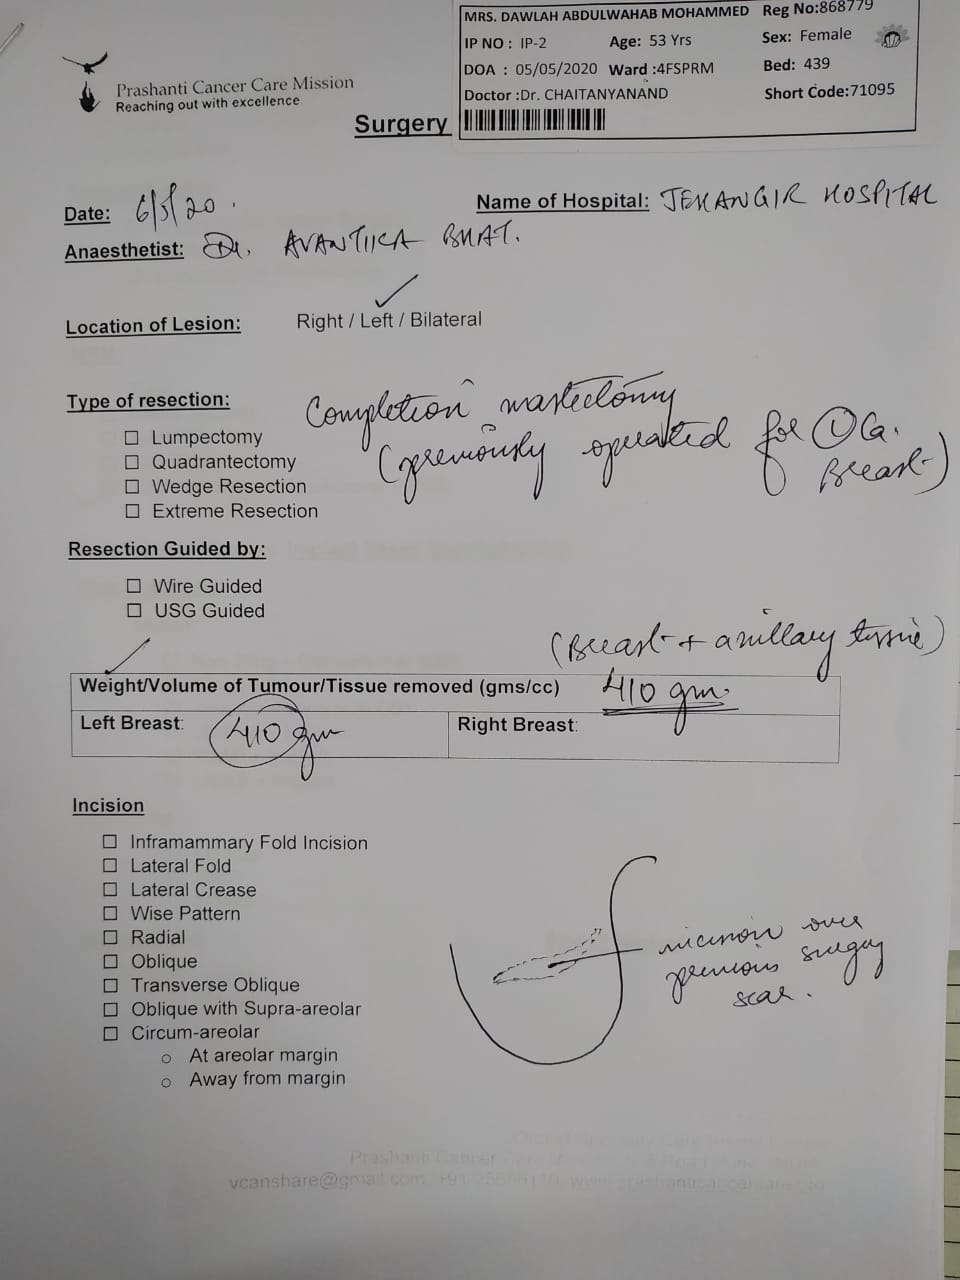 MRS. DAWLAH ABDULWAHAB MOHAMMED Reg No:868779
IP NO : IP-2 Age: 53 Yrs Sex: Female
DOA : 05/05/2020 Ward :4FSPRM Bed: 439
Doctor :Dr. CHAITANYANAND Short Code:71095
Prashanti Cancer Care Mission
Reaching out with excellence
Surgery
Date: 6/5/20. Name of Hospital: JEHANGIR HOSPITAL
Anaesthetist: Dr. AVANTIKA BHAT.
Location of Lesion: Right / Left / Bilateral
Type of resection: Completion mastectomy
(previously operated for (L) Ca. Breast)
☐ Lumpectomy
☐ Quadrantectomy
☐ Wedge Resection
☐ Extreme Resection
Resection Guided by:
☐ Wire Guided
☐ USG Guided
(Breast + axillary tissue)
Weight/Volume of Tumour/Tissue removed (gms/cc) 410 gm.
Left Breast: 410 gm Right Breast:
Incision
☐ Inframammary Fold Incision
☐ Lateral Fold
☐ Lateral Crease
☐ Wise Pattern
☐ Radial
☐ Oblique
☐ Transverse Oblique
☐ Oblique with Supra-areolar
☐ Circum-areolar
o At areolar margin
o Away from margin
incision over
previous surgery
scar.
Prashanti Cancer Care Mission
vcanshare@gmail.com